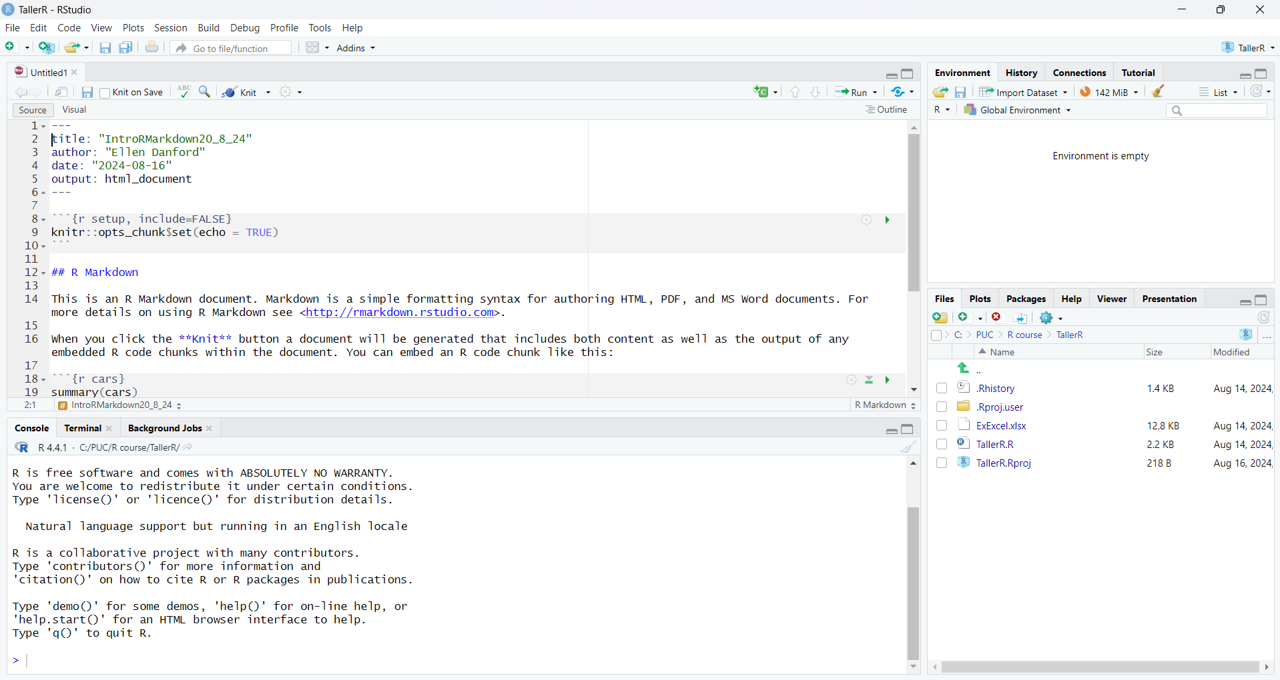 TallerR - RStudio
File Edit Code View Plots Session Build Debug Profile Tools Help
Go to file/function Addins TallerR
Untitled1
Knit on Save ABC Knit Run
Source Visual Outline
1 ---
2 title: "IntroRMarkdown20_8_24"
3 author: "Ellen Danford"
4 date: "2024-08-16"
5 output: html_document
6 ---
7
8 ```{r setup, include=FALSE}
9 knitr::opts_chunk$set(echo = TRUE)
10 ```
11
12 ## R Markdown
13
14 This is an R Markdown document. Markdown is a simple formatting syntax for authoring HTML, PDF, and MS Word documents. For
more details on using R Markdown see <http://rmarkdown.rstudio.com>.
15
16 When you click the **Knit** button a document will be generated that includes both content as well as the output of any
embedded R code chunks within the document. You can embed an R code chunk like this:
17
18 ```{r cars}
19 summary(cars)
2:1 IntroRMarkdown20_8_24 R Markdown
Console Terminal Background Jobs
R 4.4.1 · C:/PUC/R course/TallerR/
R is free software and comes with ABSOLUTELY NO WARRANTY.
You are welcome to redistribute it under certain conditions.
Type 'license()' or 'licence()' for distribution details.
Natural language support but running in an English locale
R is a collaborative project with many contributors.
Type 'contributors()' for more information and
'citation()' on how to cite R or R packages in publications.
Type 'demo()' for some demos, 'help()' for on-line help, or
'help.start()' for an HTML browser interface to help.
Type 'q()' to quit R.
>
Environment History Connections Tutorial
Import Dataset 142 MiB List
R Global Environment
Environment is empty
Files Plots Packages Help Viewer Presentation
C: PUC R course TallerR ...
Name Size Modified
..
.Rhistory 1.4 KB Aug 14, 2024,
.Rproj.user
ExExcel.xlsx 12.8 KB Aug 14, 2024,
TallerR.R 2.2 KB Aug 14, 2024,
TallerR.Rproj 218 B Aug 16, 2024,